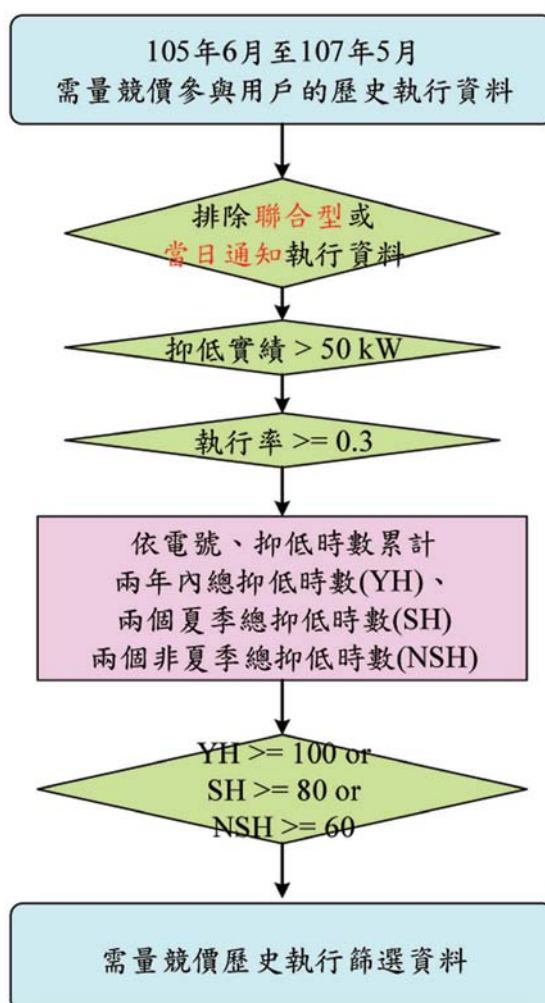 105年6月至107年5月
需量競價參與用戶的歷史執行資料
排除聯合型或
當日通知執行資料
抑低實績 > 50 kW
執行率 >= 0.3
依電號、抑低時數累計
兩年內總抑低時數(YH)、
兩個夏季總抑低時數(SH)
兩個非夏季總抑低時數(NSH)
YH >= 100 or
SH >= 80 or
NSH >= 60
需量競價歷史執行篩選資料